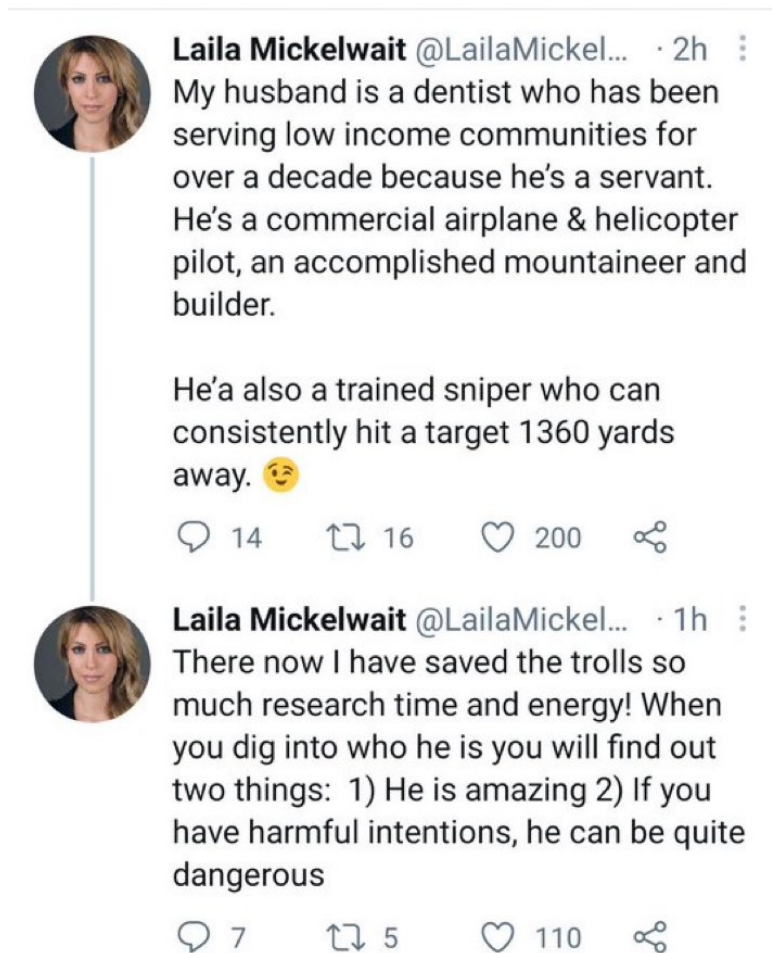 Laila Mickelwait @LailaMickel... · 2h
My husband is a dentist who has been
serving low income communities for
over a decade because he's a servant.
He's a commercial airplane & helicopter
pilot, an accomplished mountaineer and
builder.
He'a also a trained sniper who can
consistently hit a target 1360 yards
away. 😉
14 16 200
Laila Mickelwait @LailaMickel... · 1h
There now I have saved the trolls so
much research time and energy! When
you dig into who he is you will find out
two things:  1) He is amazing 2) If you
have harmful intentions, he can be quite
dangerous
7 5 110